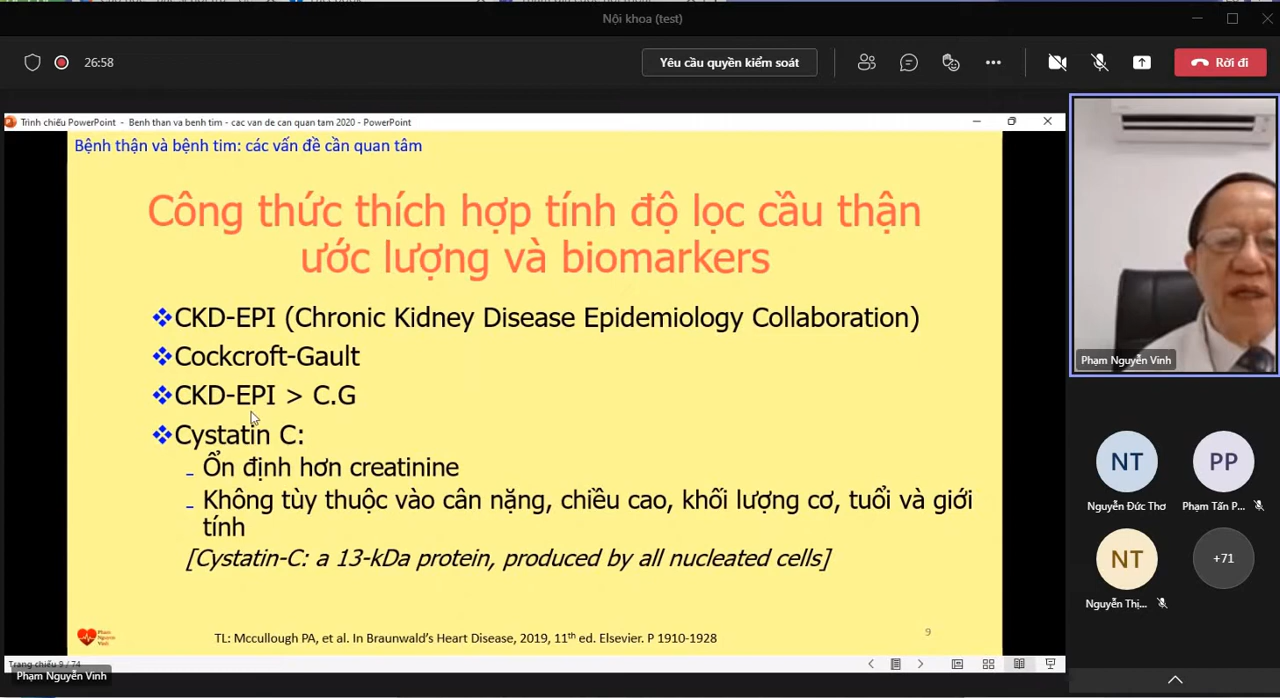 Nội khoa (test)
26:58
Yêu cầu quyền kiểm soát
Rời đi
Trình chiếu PowerPoint - Benh than va benh tim - cac van de can quan tam 2020 - PowerPoint
Bệnh thận và bệnh tim: các vấn đề cần quan tâm
Công thức thích hợp tính độ lọc cầu thận
ước lượng và biomarkers
CKD-EPI (Chronic Kidney Disease Epidemiology Collaboration)
Cockcroft-Gault
CKD-EPI > C.G
Cystatin C:
Ổn định hơn creatinine
Không tùy thuộc vào cân nặng, chiều cao, khối lượng cơ, tuổi và giới
tính
[Cystatin-C: a 13-kDa protein, produced by all nucleated cells]
Phạm Nguyễn Vinh
TL: Mccullough PA, et al. In Braunwald's Heart Disease, 2019, 11th ed. Elsevier. P 1910-1928
9
Trang chiếu 9 / 74
Phạm Nguyễn Vinh
Phạm Nguyễn Vinh
NT
Nguyễn Đức Thơ
PP
Phạm Tấn P...
NT
Nguyễn Thị...
+71